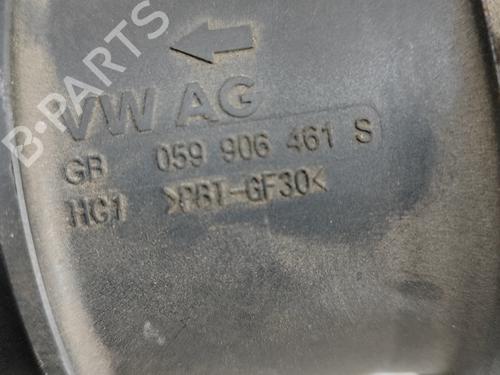 B-PARTS
VW AG
GB 059 906 461 S
HG1 >PBT-GF30<